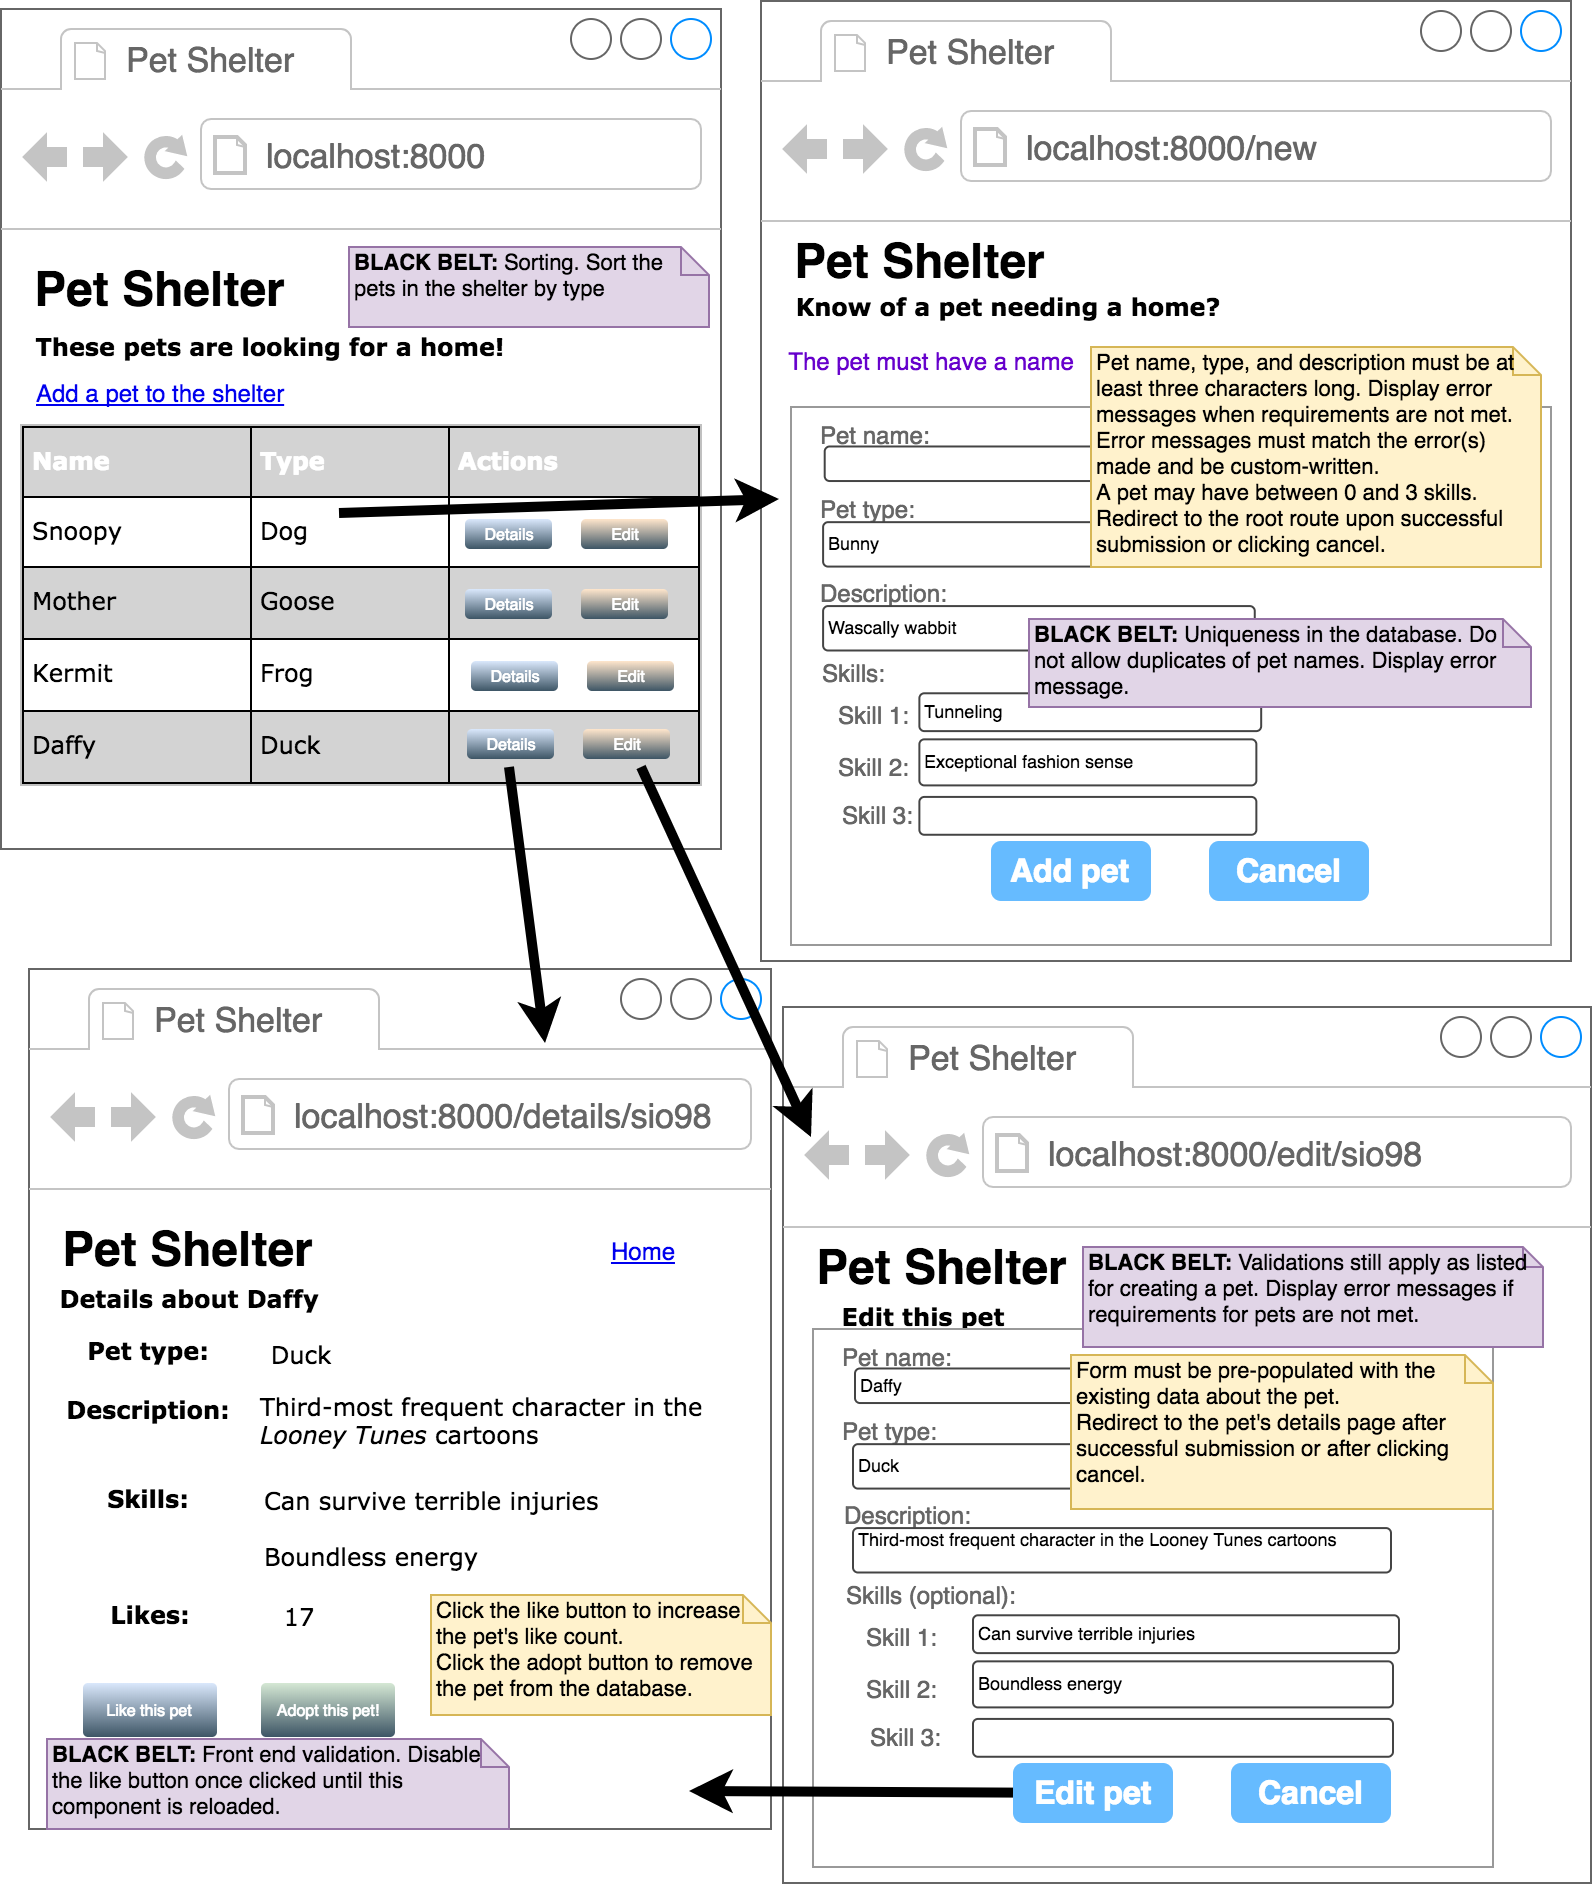 Pet Shelter
localhost:8000
Pet Shelter
BLACK BELT: Sorting. Sort the
pets in the shelter by type
These pets are looking for a home!
Add a pet to the shelter
Name Type Actions
Snoopy Dog Details Edit
Mother Goose Details Edit
Kermit Frog Details Edit
Daffy Duck Details Edit
Pet Shelter
localhost:8000/new
Pet Shelter
Know of a pet needing a home?
The pet must have a name
Pet name, type, and description must be at
least three characters long. Display error
messages when requirements are not met.
Error messages must match the error(s)
made and be custom-written.
A pet may have between 0 and 3 skills.
Redirect to the root route upon successful
submission or clicking cancel.
Pet name:
Pet type:
Bunny
Description:
Wascally wabbit
BLACK BELT: Uniqueness in the database. Do
not allow duplicates of pet names. Display error
message.
Skills:
Skill 1: Tunneling
Skill 2: Exceptional fashion sense
Skill 3:
Add pet Cancel
Pet Shelter
localhost:8000/details/sio98
Pet Shelter Home
Details about Daffy
Pet type: Duck
Description: Third-most frequent character in the
Looney Tunes cartoons
Skills: Can survive terrible injuries
Boundless energy
Likes: 17
Click the like button to increase
the pet's like count.
Click the adopt button to remove
the pet from the database.
Like this pet Adopt this pet!
BLACK BELT: Front end validation. Disable
the like button once clicked until this
component is reloaded.
Pet Shelter
localhost:8000/edit/sio98
Pet Shelter
BLACK BELT: Validations still apply as listed
for creating a pet. Display error messages if
requirements for pets are not met.
Edit this pet
Pet name:
Daffy
Form must be pre-populated with the
existing data about the pet.
Redirect to the pet's details page after
successful submission or after clicking
cancel.
Pet type:
Duck
Description:
Third-most frequent character in the Looney Tunes cartoons
Skills (optional):
Skill 1: Can survive terrible injuries
Skill 2: Boundless energy
Skill 3:
Edit pet Cancel